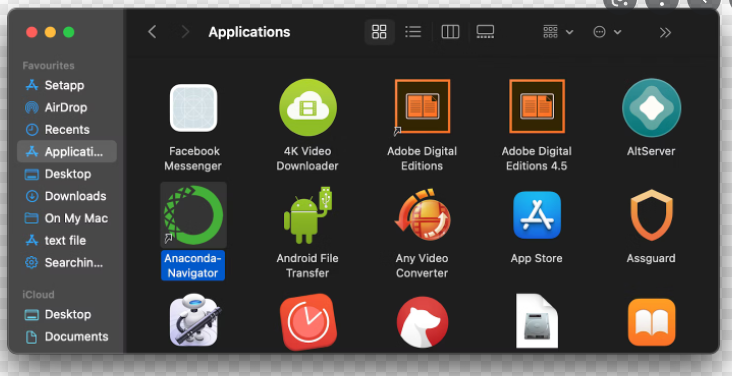 Applications
Favourites
Setapp
AirDrop
Recents
Applicati...
Desktop
Downloads
On My Mac
text file
Searchin...
iCloud
Desktop
Documents
Facebook
Messenger
4K Video
Downloader
Adobe Digital
Editions
Adobe Digital
Editions 4.5
AltServer
Anaconda-
Navigator
Android File
Transfer
Any Video
Converter
App Store
Assguard